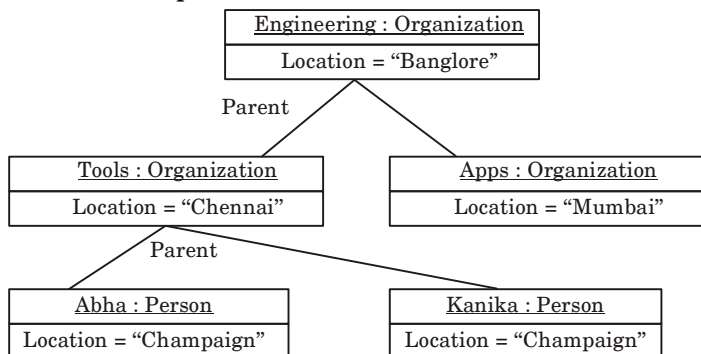 Engineering : Organization
Location = “Banglore”
Parent
Tools : Organization
Apps : Organization
Location = “Chennai”
Location = “Mumbai”
Parent
Abha : Person
Kanika : Person
Location = “Champaign”
Location = “Champaign”